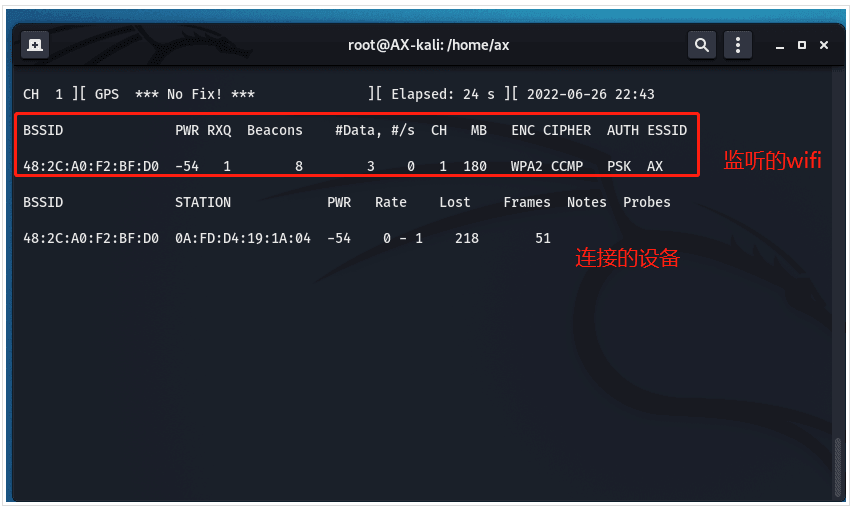 root@AX-kali: /home/ax
CH 1 ][ GPS *** No Fix! *** ][ Elapsed: 24 s ][ 2022-06-26 22:43
BSSID PWR RXQ Beacons #Data, #/s CH MB ENC CIPHER AUTH ESSID
48:2C:A0:F2:BF:D0 -54 1 8 3 0 1 180 WPA2 CCMP PSK AX
监听的wifi
BSSID STATION PWR Rate Lost Frames Notes Probes
48:2C:A0:F2:BF:D0 0A:FD:D4:19:1A:04 -54 0 - 1 218 51
连接的设备